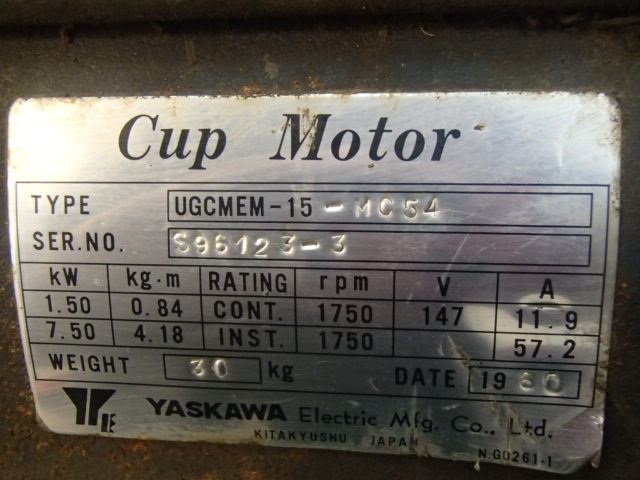 Cup Motor
TYPE UGCMEM-15-MC54
SER.NO. S96123-3
kW kg·m RATING rpm V A
1.50 0.84 CONT. 1750 147 11.9
7.50 4.18 INST. 1750 57.2
WEIGHT 30 kg DATE 1980
YASKAWA Electric Mfg. Co., Ltd.
KITAKYUSHU JAPAN
N.G0261-1